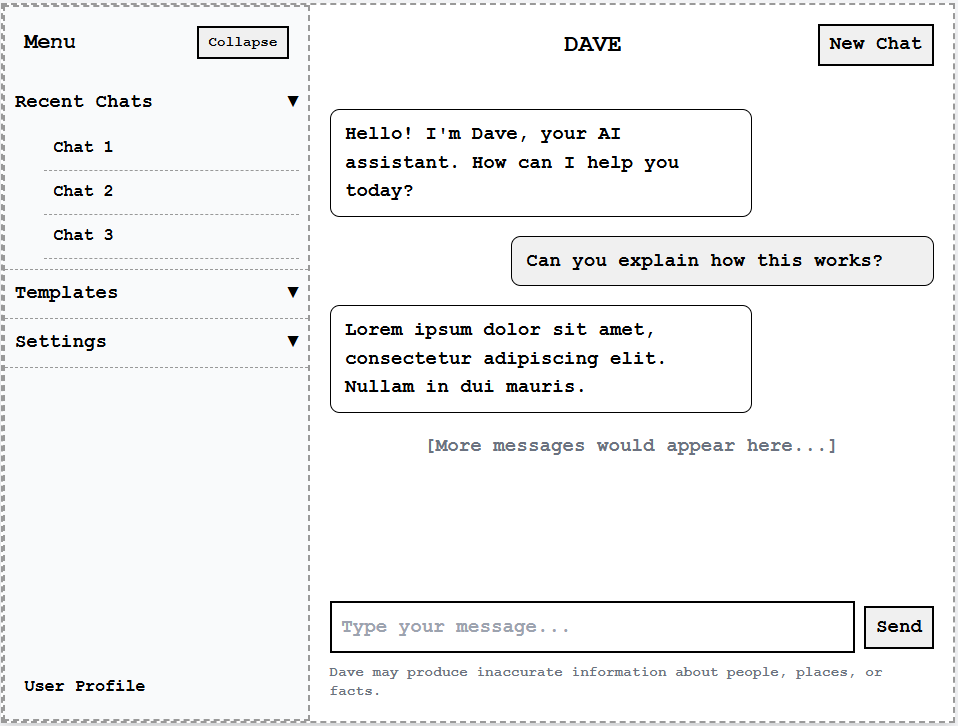 Menu
Collapse
Recent Chats ▼
Chat 1
Chat 2
Chat 3
Templates ▼
Settings ▼
User Profile
DAVE
New Chat
Hello! I'm Dave, your AI
assistant. How can I help you
today?
Can you explain how this works?
Lorem ipsum dolor sit amet,
consectetur adipiscing elit.
Nullam in dui mauris.
[More messages would appear here...]
Type your message...
Send
Dave may produce inaccurate information about people, places, or
facts.